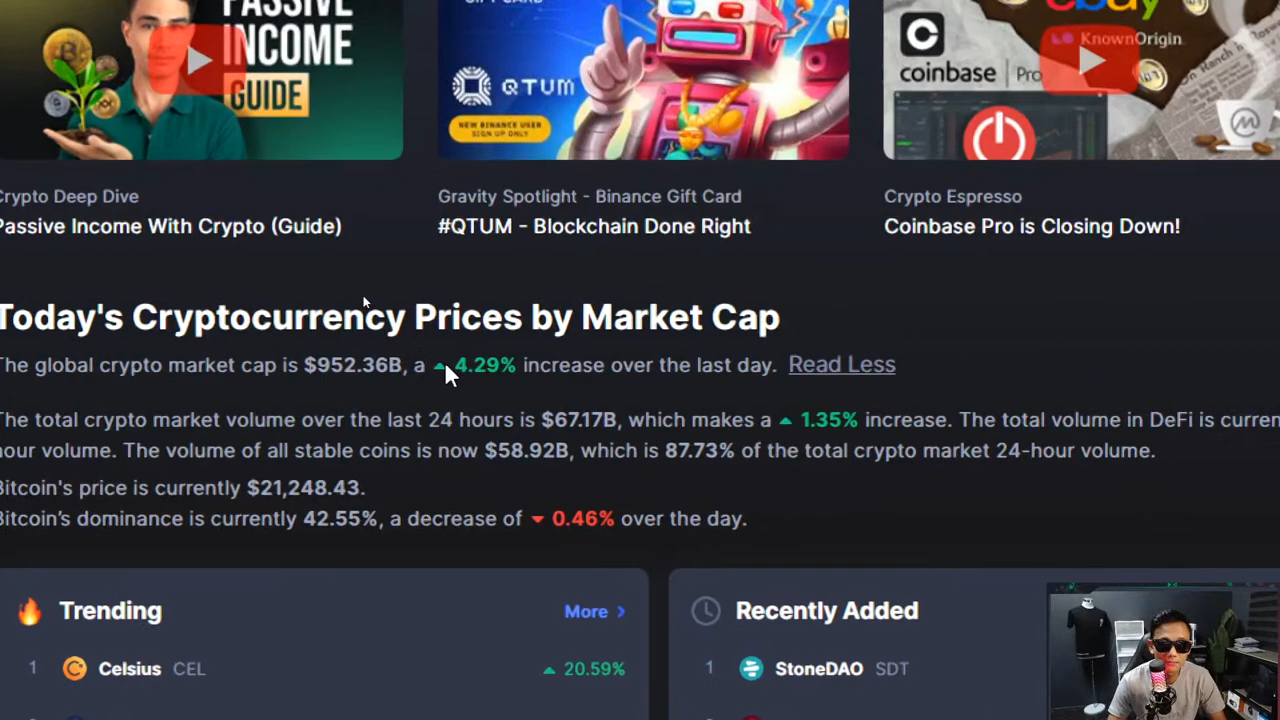 PASSIVE
INCOME
GUIDE
GIFT CARD
QTUM
NEW BINANCE USER
SIGN UP ONLY
ebay
KnownOrigin
coinbase | Pro
Crypto Deep Dive
Passive Income With Crypto (Guide)
Gravity Spotlight - Binance Gift Card
#QTUM - Blockchain Done Right
Crypto Espresso
Coinbase Pro is Closing Down!
Today's Cryptocurrency Prices by Market Cap
The global crypto market cap is $952.36B, a 4.29% increase over the last day. Read Less
The total crypto market volume over the last 24 hours is $67.17B, which makes a 1.35% increase. The total volume in DeFi is curren
hour volume. The volume of all stable coins is now $58.92B, which is 87.73% of the total crypto market 24-hour volume.
Bitcoin's price is currently $21,248.43.
Bitcoin's dominance is currently 42.55%, a decrease of 0.46% over the day.
Trending
More >
1 Celsius CEL 20.59%
Recently Added
1 StoneDAO SDT